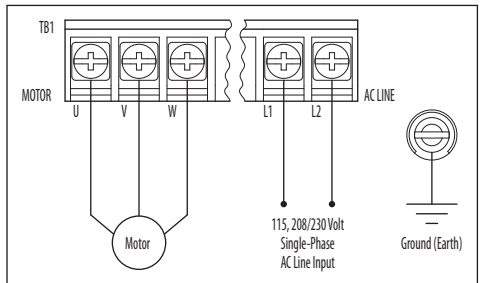 TB1
MOTOR
U
V
W
L1
L2
AC LINE
Motor
115, 208/230 Volt
Single-Phase
AC Line Input
Ground (Earth)